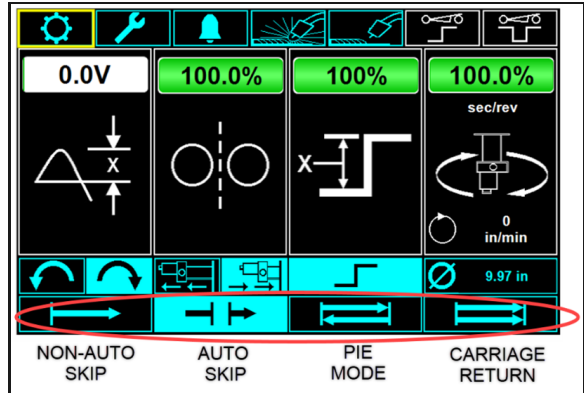 0.0V
100.0%
100%
100.0%
sec/rev
X
X
0
in/min
9.97 in
NON-AUTO
SKIP
AUTO
SKIP
PIE
MODE
CARRIAGE
RETURN